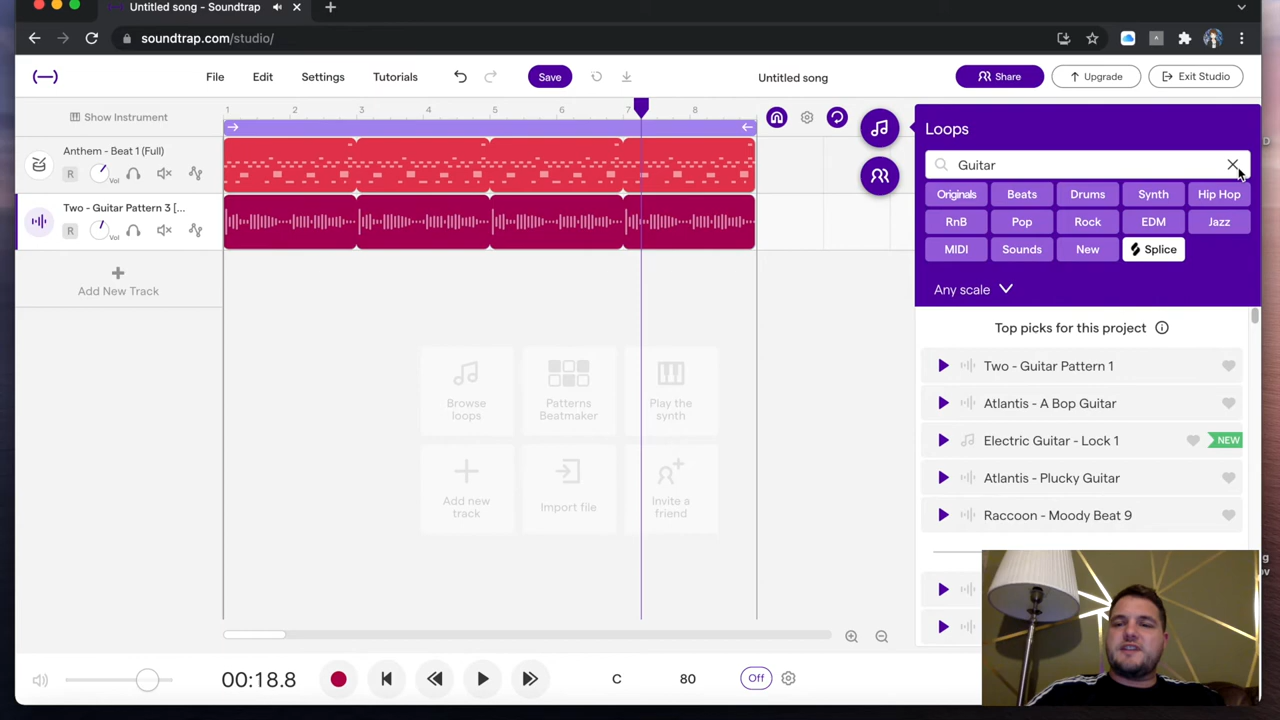 Untitled song - Soundtrap
soundtrap.com/studio/
File Edit Settings Tutorials Save Untitled song Share Upgrade Exit Studio
Show Instrument
1 2 3 4 5 6 7 8
Anthem - Beat 1 (Full)
R Vol
Two - Guitar Pattern 3 [...
R Vol
Add New Track
Browse loops
Patterns Beatmaker
Play the synth
Add new track
Import file
Invite a friend
Loops
Guitar
Originals Beats Drums Synth Hip Hop
RnB Pop Rock EDM Jazz
MIDI Sounds New Splice
Any scale
Top picks for this project
Two - Guitar Pattern 1
Atlantis - A Bop Guitar
Electric Guitar - Lock 1 NEW
Atlantis - Plucky Guitar
Raccoon - Moody Beat 9
00:18.8 C 80 Off